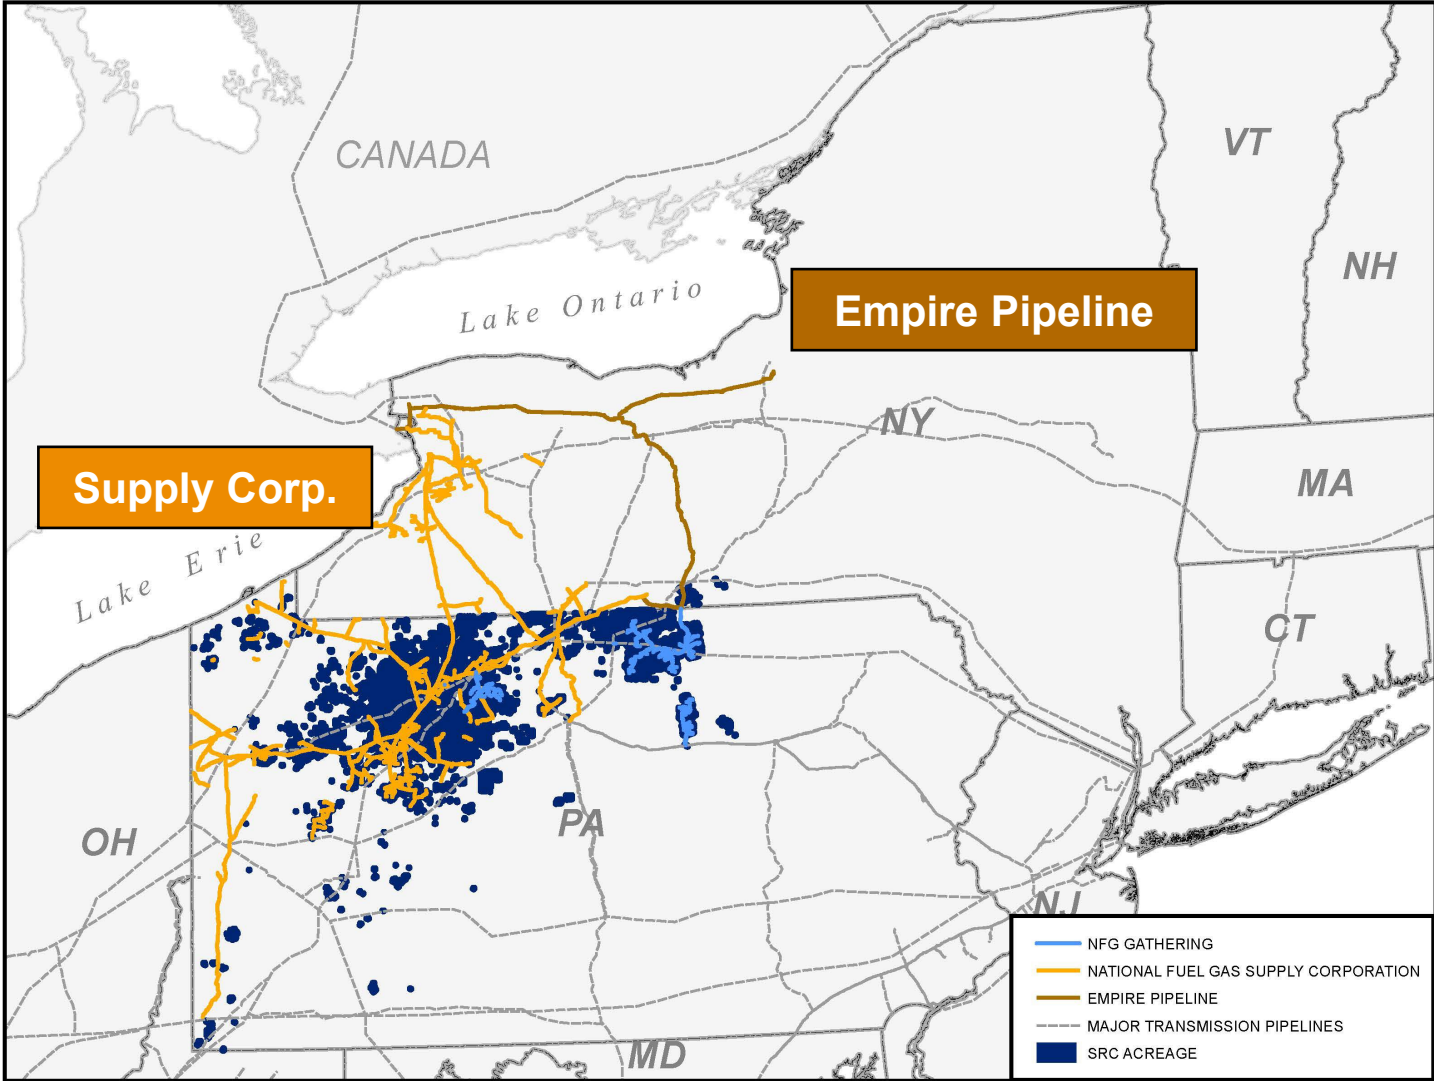 CANADA
VT
NH
Lake Ontario
Empire Pipeline
NY
Supply Corp.
MA
Lake Erie
CT
PA
OH
NJ
MD
NFG GATHERING
NATIONAL FUEL GAS SUPPLY CORPORATION
EMPIRE PIPELINE
MAJOR TRANSMISSION PIPELINES
SRC ACREAGE